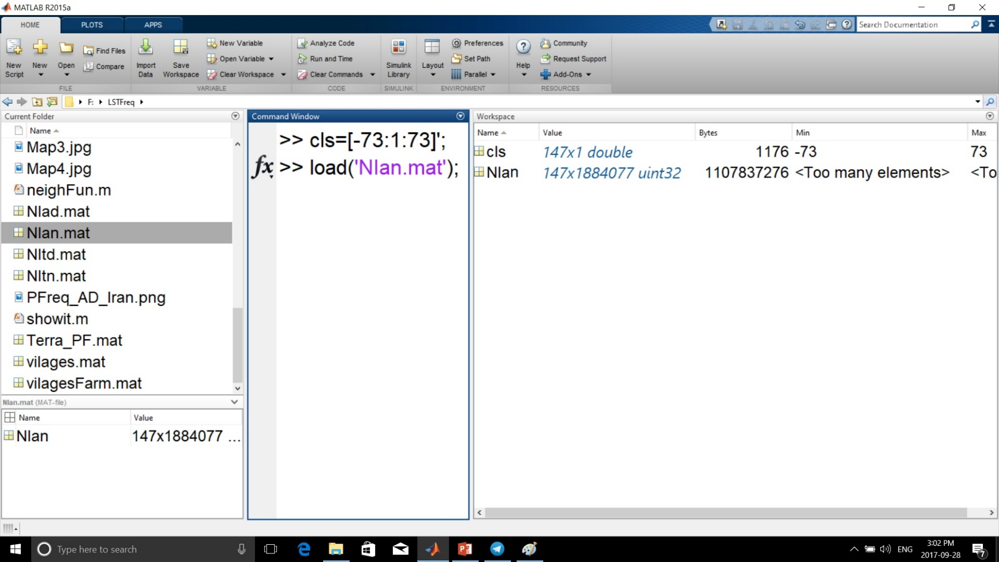 MATLAB R2015a
HOME
PLOTS
APPS
Search Documentation
New Script
New
Open
Find Files
Compare
FILE
Import Data
Save Workspace
New Variable
Open Variable
Clear Workspace
VARIABLE
Analyze Code
Run and Time
Clear Commands
CODE
Simulink Library
SIMULINK
Layout
Preferences
Set Path
Parallel
ENVIRONMENT
Help
Community
Request Support
Add-Ons
RESOURCES
F: LSTFreq
Current Folder
Name
Map3.jpg
Map4.jpg
neighFun.m
Nlad.mat
Nlan.mat
Nltd.mat
Nltn.mat
PFreq_AD_Iran.png
showit.m
Terra_PF.mat
vilages.mat
vilagesFarm.mat
Nlan.mat (MAT-file)
Name Value
Nlan 147x1884077 ...
Command Window
>> cls=[-73:1:73]';
fx >> load('Nlan.mat');
Workspace
Name Value Bytes Min Max
cls 147x1 double 1176 -73 73
Nlan 147x1884077 uint32 1107837276 <Too many elements> <To
Type here to search
ENG
3:02 PM
2017-09-28
7